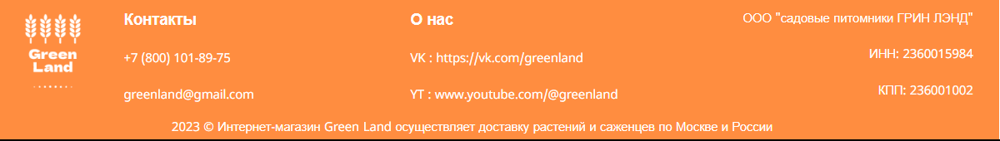 Green
Land
Контакты
+7 (800) 101-89-75
greenland@gmail.com
О нас
VK : https://vk.com/greenland
YT : www.youtube.com/@greenland
ООО "садовые питомники ГРИН ЛЭНД"
ИНН: 2360015984
КПП: 236001002
2023 © Интернет-магазин Green Land осуществляет доставку растений и саженцев по Москве и России